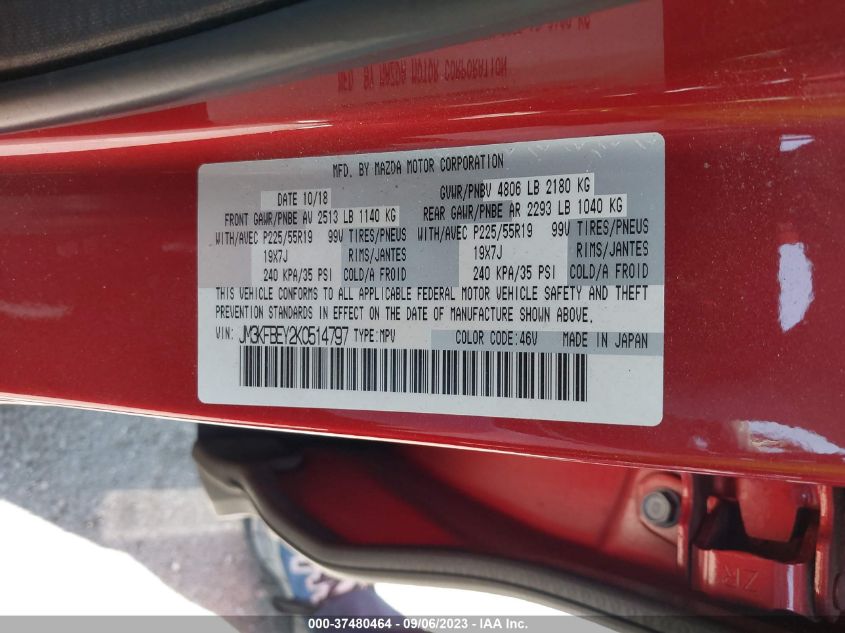 MFD. BY MAZDA MOTOR CORPORATION
DATE 10/18 GVWR/PNBV 4806 LB 2180 KG
FRONT GAWR/PNBE AV 2513 LB 1140 KG REAR GAWR/PNBE AR 2293 LB 1040 KG
WITH/AVEC P225/55R19 99V TIRES/PNEUS WITH/AVEC P225/55R19 99V TIRES/PNEUS
19X7J RIMS/JANTES 19X7J RIMS/JANTES
240 KPA/35 PSI COLD/A FROID 240 KPA/35 PSI COLD/A FROID
THIS VEHICLE CONFORMS TO ALL APPLICABLE FEDERAL MOTOR VEHICLE SAFETY AND THEFT
PREVENTION STANDARDS IN EFFECT ON THE DATE OF MANUFACTURE SHOWN ABOVE.
VIN: JM3KFBEY2K0514797 TYPE:MPV COLOR CODE:46V MADE IN JAPAN
ZR
000-37480464 - 09/06/2023 - IAA Inc.